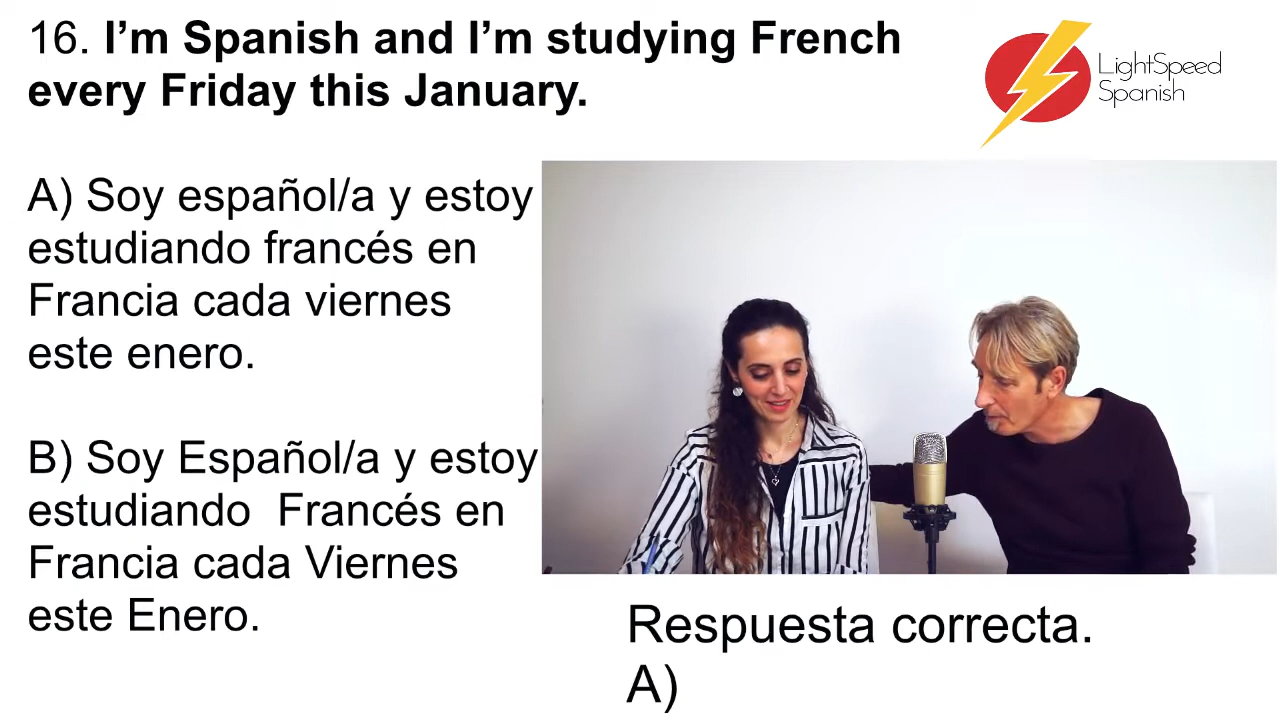 16. I’m Spanish and I’m studying French
every Friday this January.
LightSpeed
Spanish
A) Soy español/a y estoy
estudiando francés en
Francia cada viernes
este enero.
B) Soy Español/a y estoy
estudiando  Francés en
Francia cada Viernes
este Enero.
Respuesta correcta.
A)